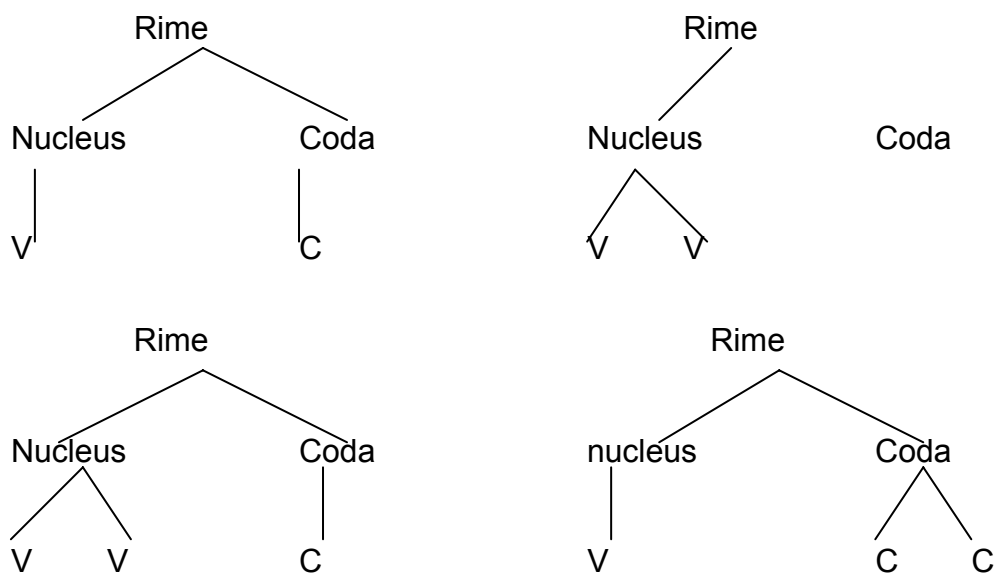 Rime Rime
Nucleus Coda Nucleus Coda
V C V V
Rime Rime
Nucleus Coda nucleus Coda
V V C V C C